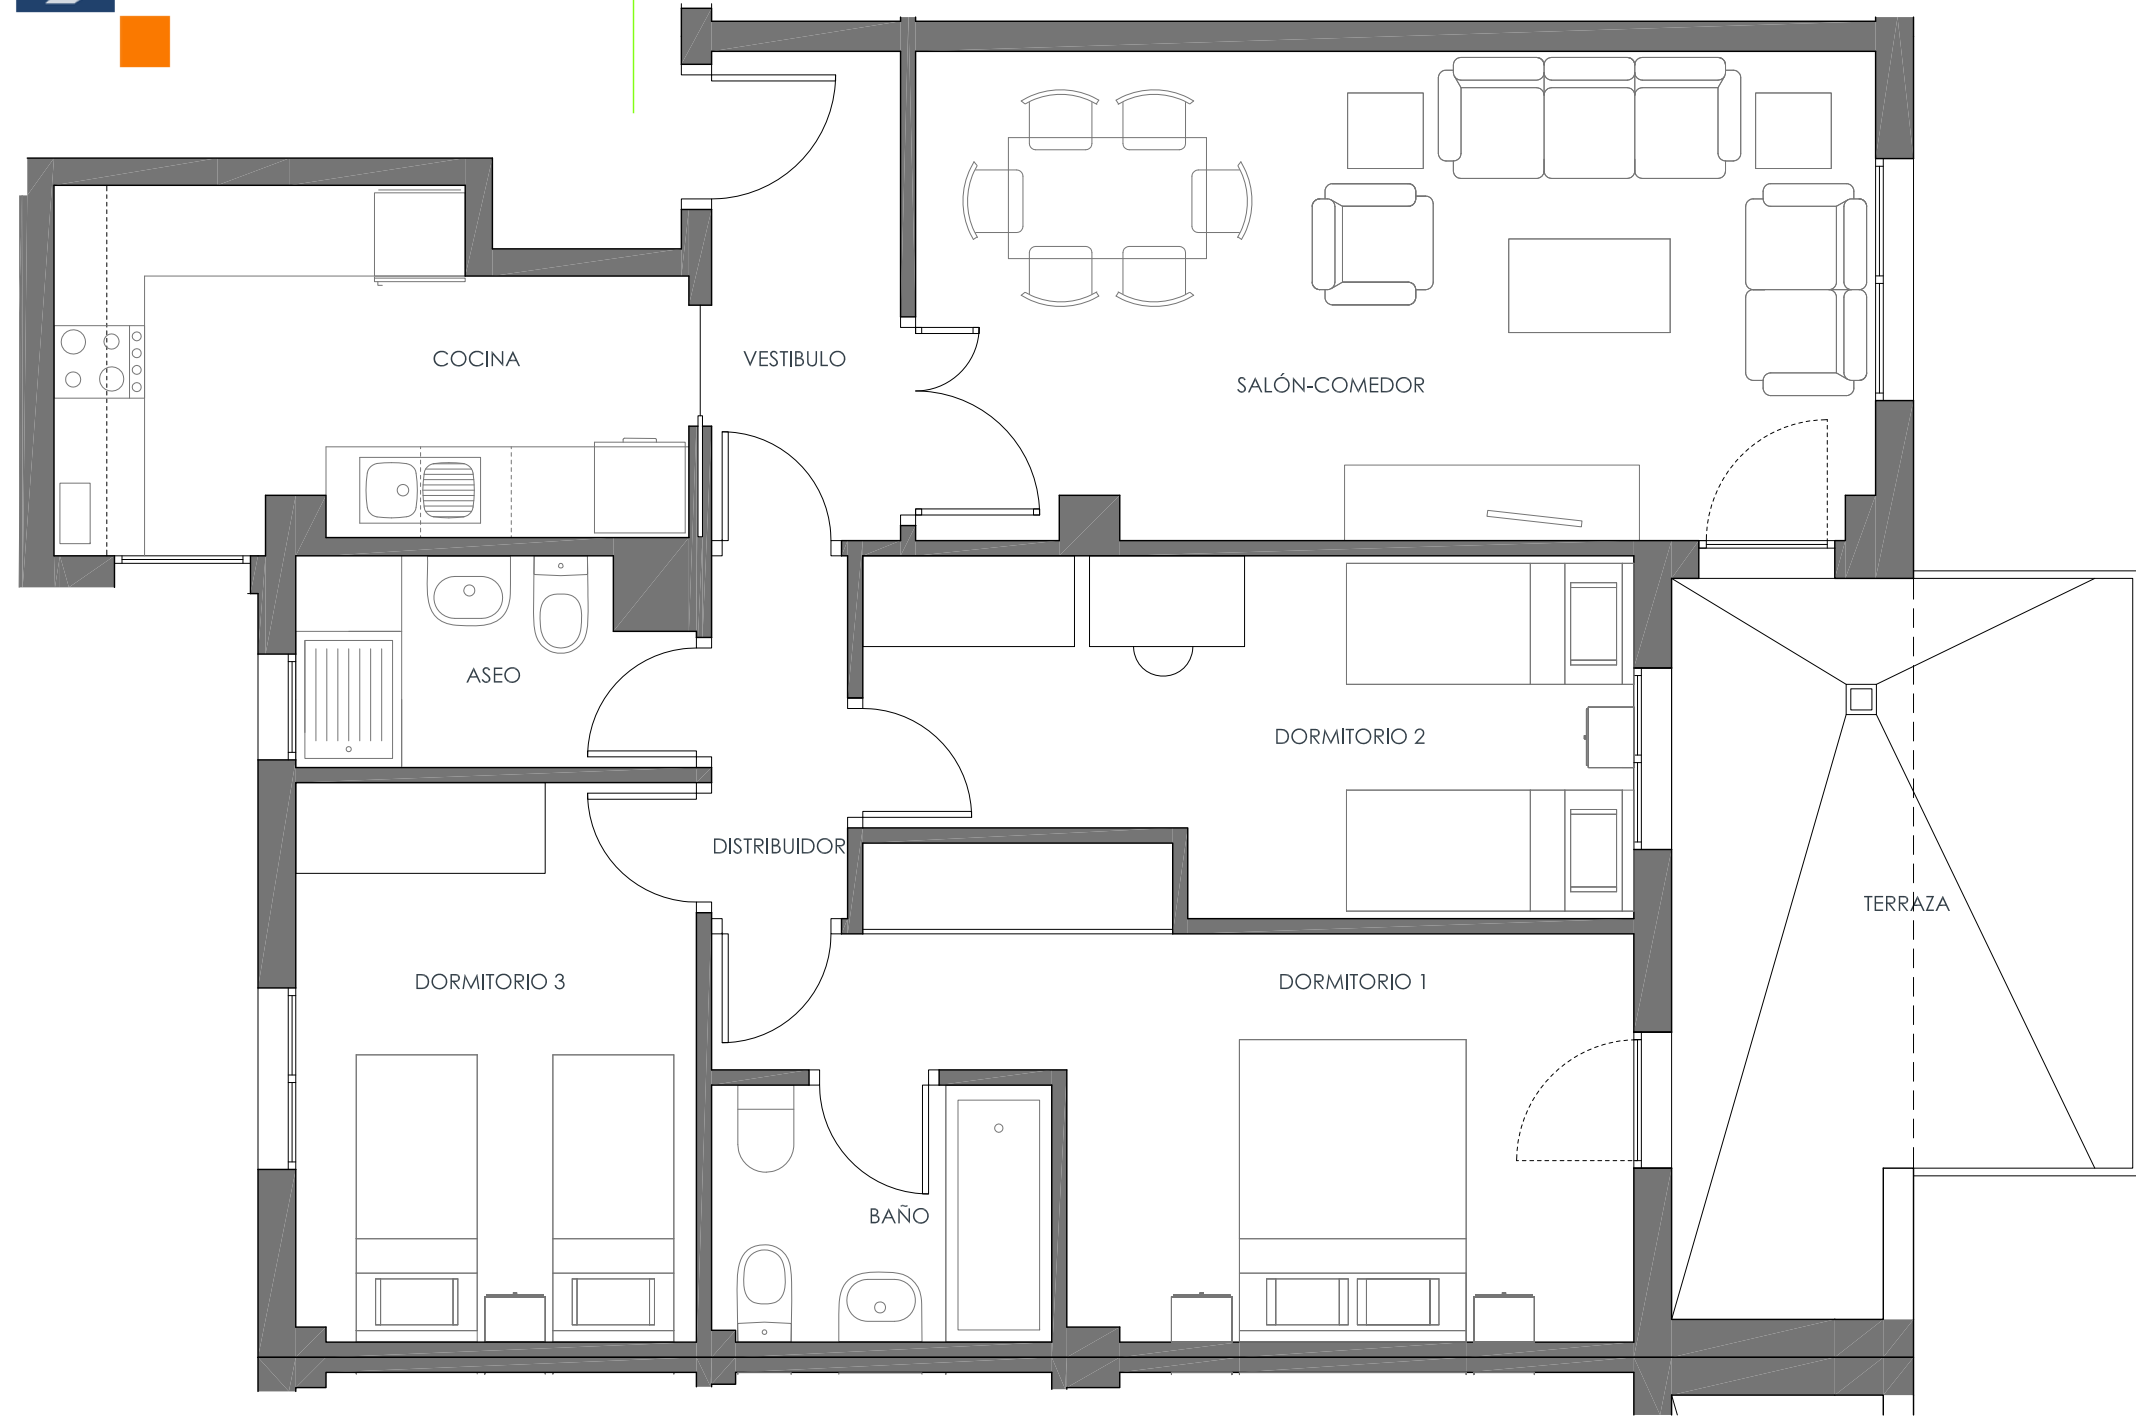 COCINA
VESTIBULO
SALÓN-COMEDOR
ASEO
DORMITORIO 2
DISTRIBUIDOR
TERRAZA
DORMITORIO 3
DORMITORIO 1
BAÑO